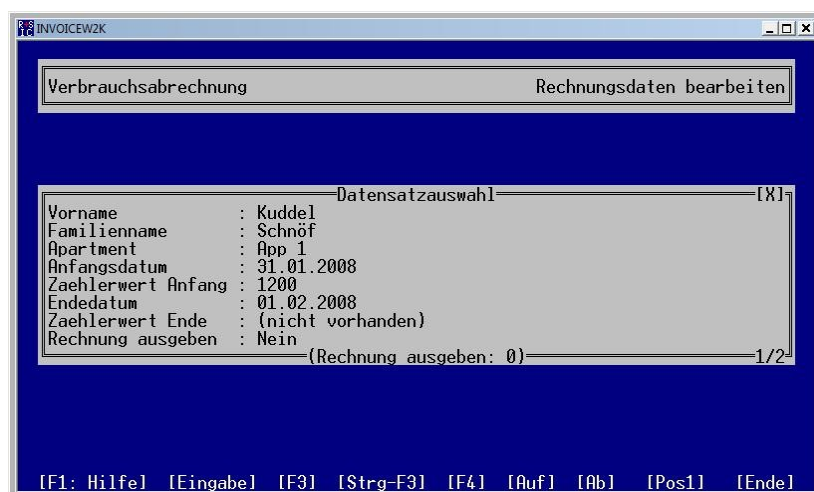 INVOICEW2K
Verbrauchsabrechnung Rechnungsdaten bearbeiten
Datensatzauswahl [X]
Vorname : Kuddel
Familienname : Schnöf
Apartment : App 1
Anfangsdatum : 31.01.2008
Zaehlerwert Anfang : 1200
Endedatum : 01.02.2008
Zaehlerwert Ende : (nicht vorhanden)
Rechnung ausgeben : Nein
(Rechnung ausgeben: 0) 1/2
[F1: Hilfe] [Eingabe] [F3] [Strg-F3] [F4] [Auf] [Ab] [Pos1] [Ende]